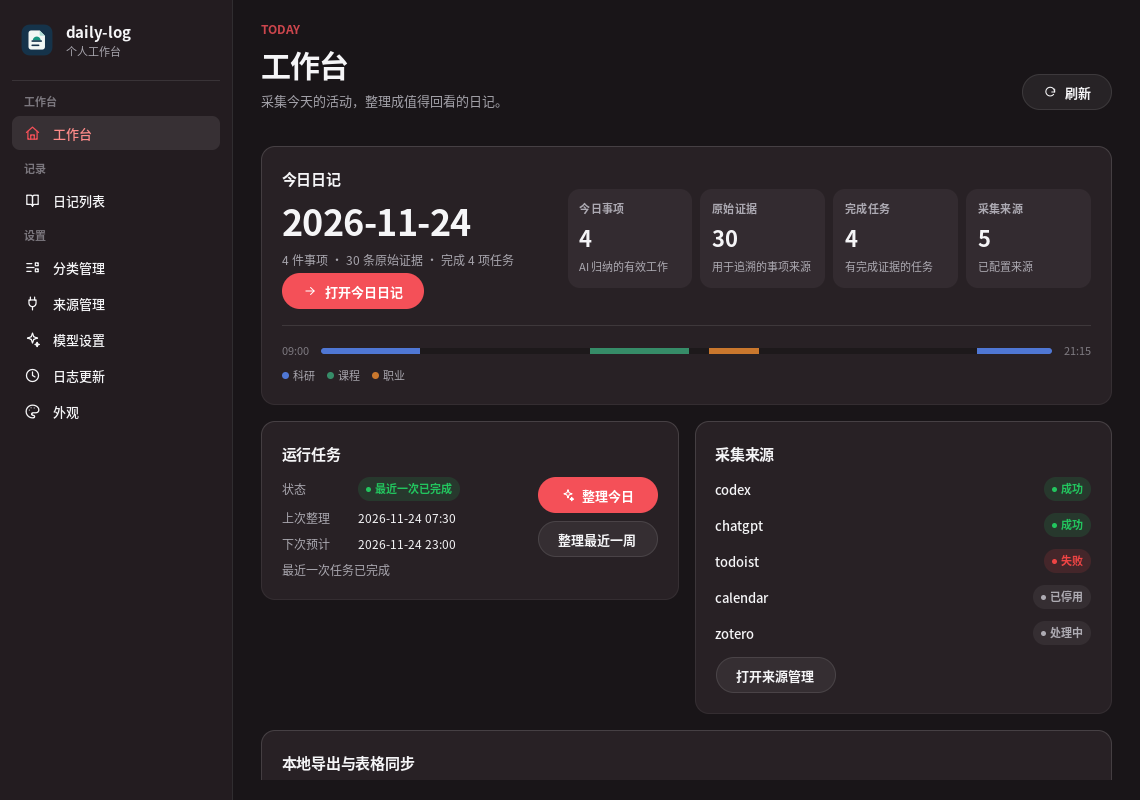 daily-log
个人工作台
工作台
工作台
记录
日记列表
设置
分类管理
来源管理
模型设置
日志更新
外观
TODAY
工作台
采集今天的活动，整理成值得回看的日记。
刷新
今日日记
2026-11-24
4 件事项 · 30 条原始证据 · 完成 4 项任务
打开今日日记
今日事项
4
AI 归纳的有效工作
原始证据
30
用于追溯的事项来源
完成任务
4
有完成证据的任务
采集来源
5
已配置来源
09:00
21:15
科研 课程 职业
运行任务
状态 最近一次已完成
上次整理 2026-11-24 07:30
下次预计 2026-11-24 23:00
最近一次任务已完成
整理今日
整理最近一周
采集来源
codex 成功
chatgpt 成功
todoist 失败
calendar 已停用
zotero 处理中
打开来源管理
本地导出与表格同步